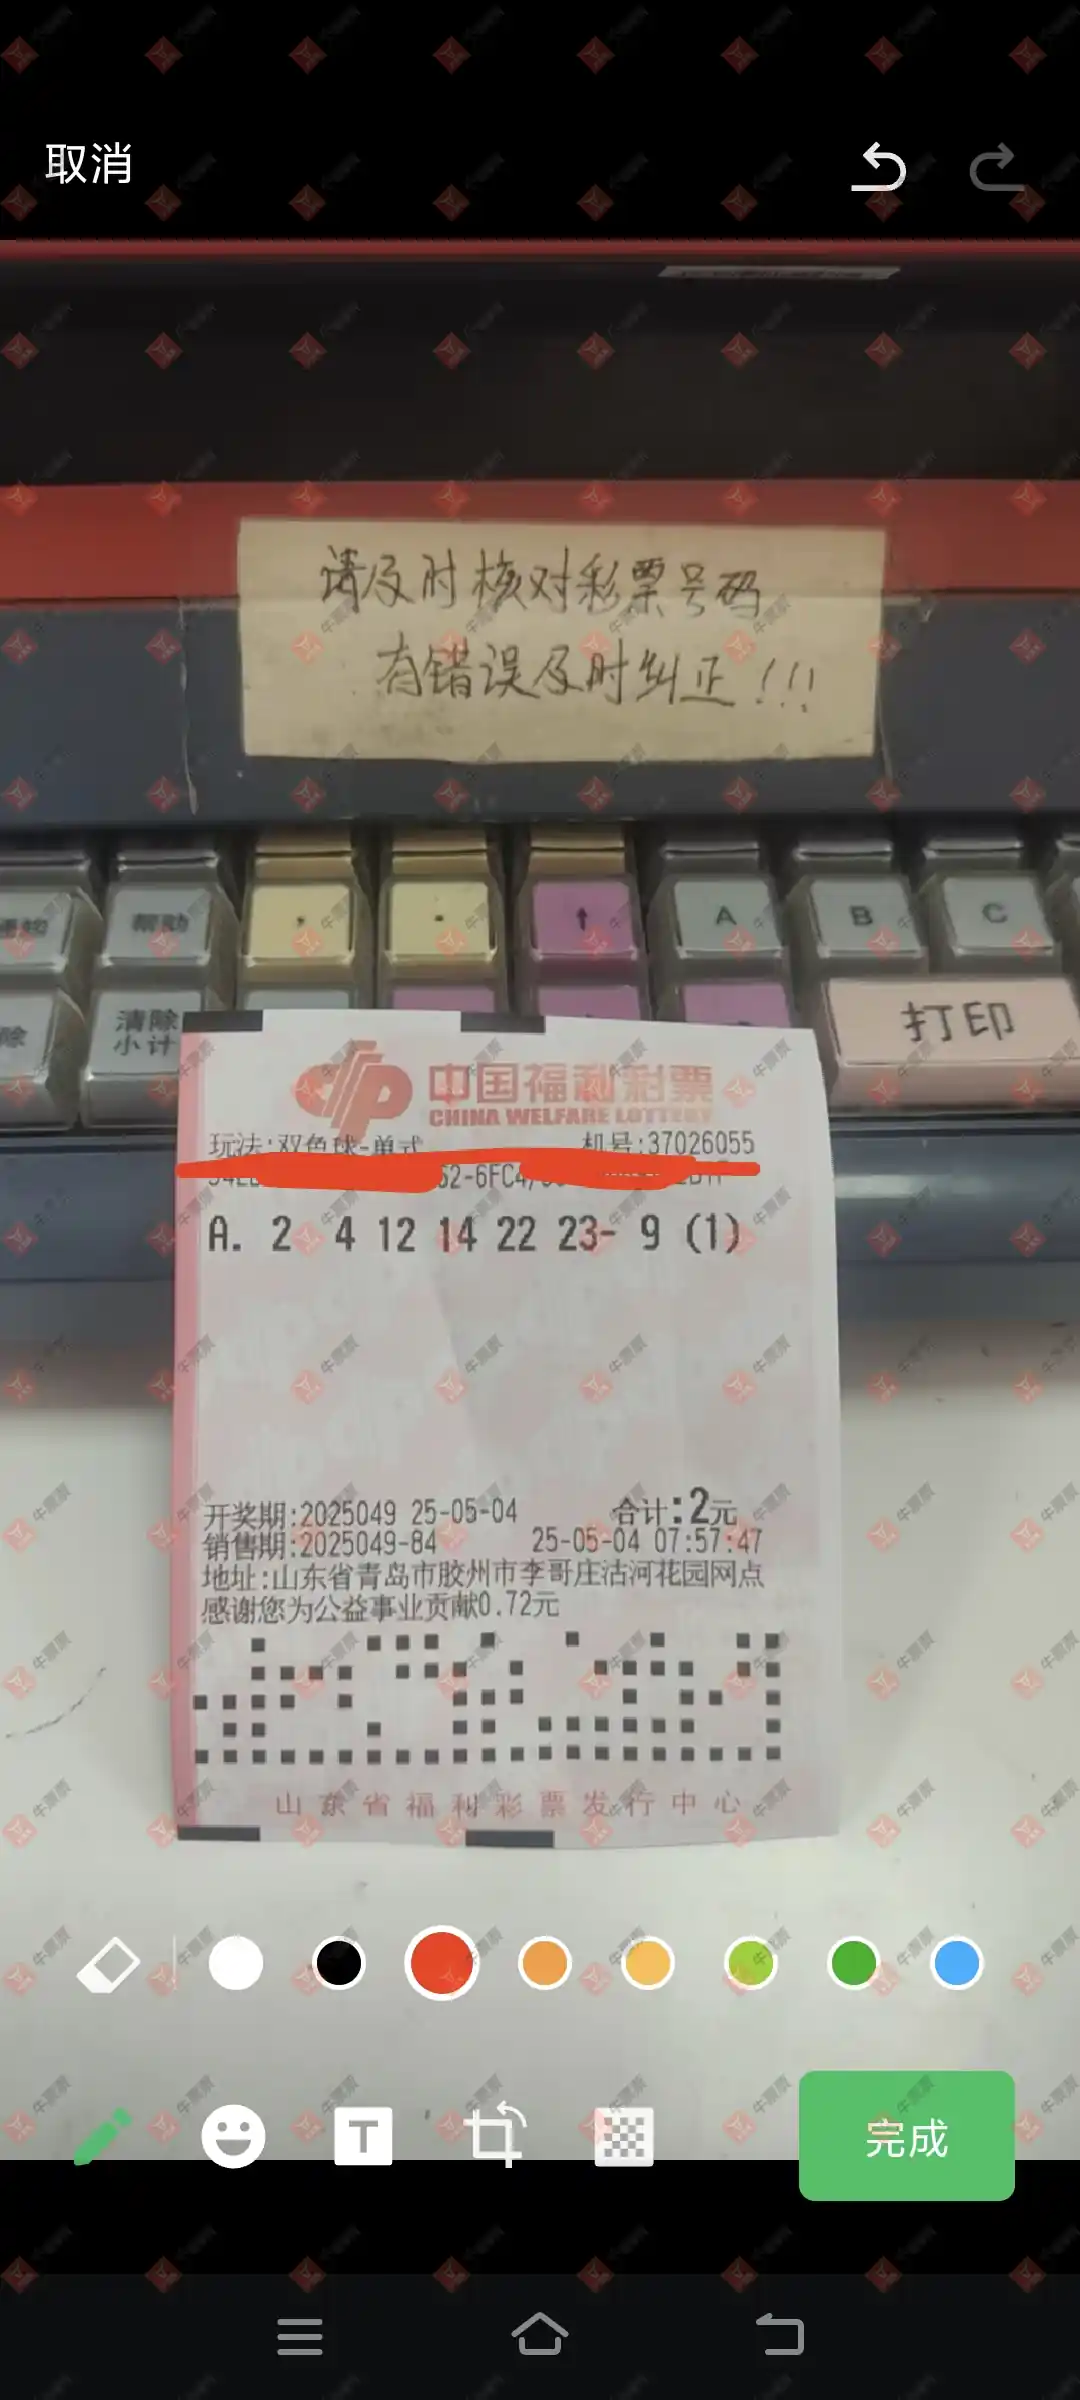 取消
请及时核对彩票号码
有错误及时纠正!!!
帮助
,
.
↑
A
B
C
除
清除
小计
打印
中国福利彩票
CHINA WELFARE LOTTERY
玩法:双色球-单式 机号:37026055
52-6FC4/
A. 2 4 12 14 22 23- 9 (1)
开奖期:2025049 25-05-04 合计:2元
销售期:2025049-84 25-05-04 07:57:47
地址:山东省青岛市胶州市李哥庄沽河花园网点
感谢您为公益事业贡献0.72元
山东省福利彩票发行中心
T
完成